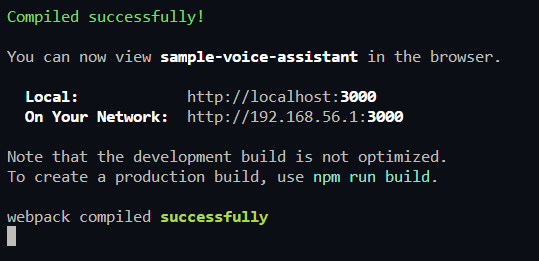 Compiled successfully!
You can now view sample-voice-assistant in the browser.
Local: http://localhost:3000
On Your Network: http://192.168.56.1:3000
Note that the development build is not optimized.
To create a production build, use npm run build.
webpack compiled successfully